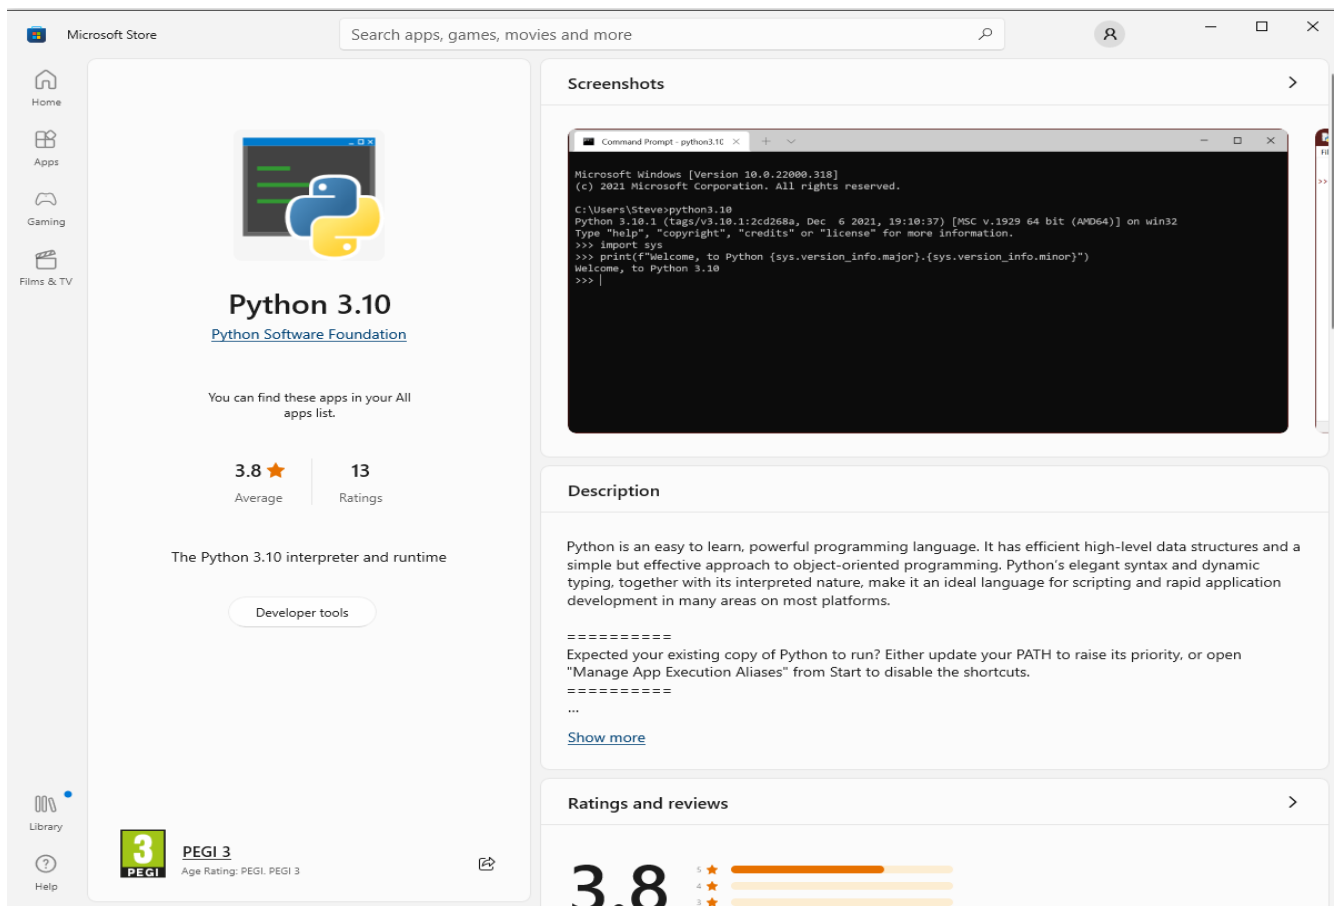 Microsoft Store
Search apps, games, movies and more
Home
Apps
Gaming
Films & TV
Library
Help
Python 3.10
Python Software Foundation
You can find these apps in your All
apps list.
3.8
13
Average
Ratings
The Python 3.10 interpreter and runtime
Developer tools
3
PEGI
PEGI 3
Age Rating: PEGI. PEGI 3
Screenshots
Command Prompt - python3.10
Microsoft Windows [Version 10.0.22000.318]
(c) 2021 Microsoft Corporation. All rights reserved.
C:\Users\Steve>python3.10
Python 3.10.1 (tags/v3.10.1:2cd268a, Dec  6 2021, 19:10:37) [MSC v.1929 64 bit (AMD64)] on win32
Type "help", "copyright", "credits" or "license" for more information.
>>> import sys
>>> print(f"Welcome, to Python {sys.version_info.major}.{sys.version_info.minor}")
Welcome, to Python 3.10
>>>
Fil
>>
Description
Python is an easy to learn, powerful programming language. It has efficient high-level data structures and a
simple but effective approach to object-oriented programming. Python's elegant syntax and dynamic
typing, together with its interpreted nature, make it an ideal language for scripting and rapid application
development in many areas on most platforms.
==========
Expected your existing copy of Python to run? Either update your PATH to raise its priority, or open
"Manage App Execution Aliases" from Start to disable the shortcuts.
==========
...
Show more
Ratings and reviews
3.8
5
4
3